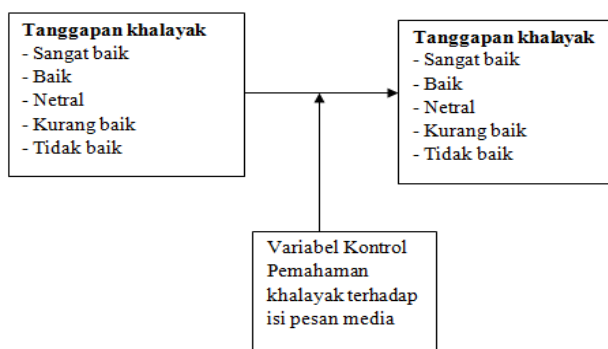 Tanggapan khalayak
- Sangat baik
- Baik
- Netral
- Kurang baik
- Tidak baik
Tanggapan khalayak
- Sangat baik
- Baik
- Netral
- Kurang baik
- Tidak baik
Variabel Kontrol
Pemahaman
khalayak terhadap
isi pesan media